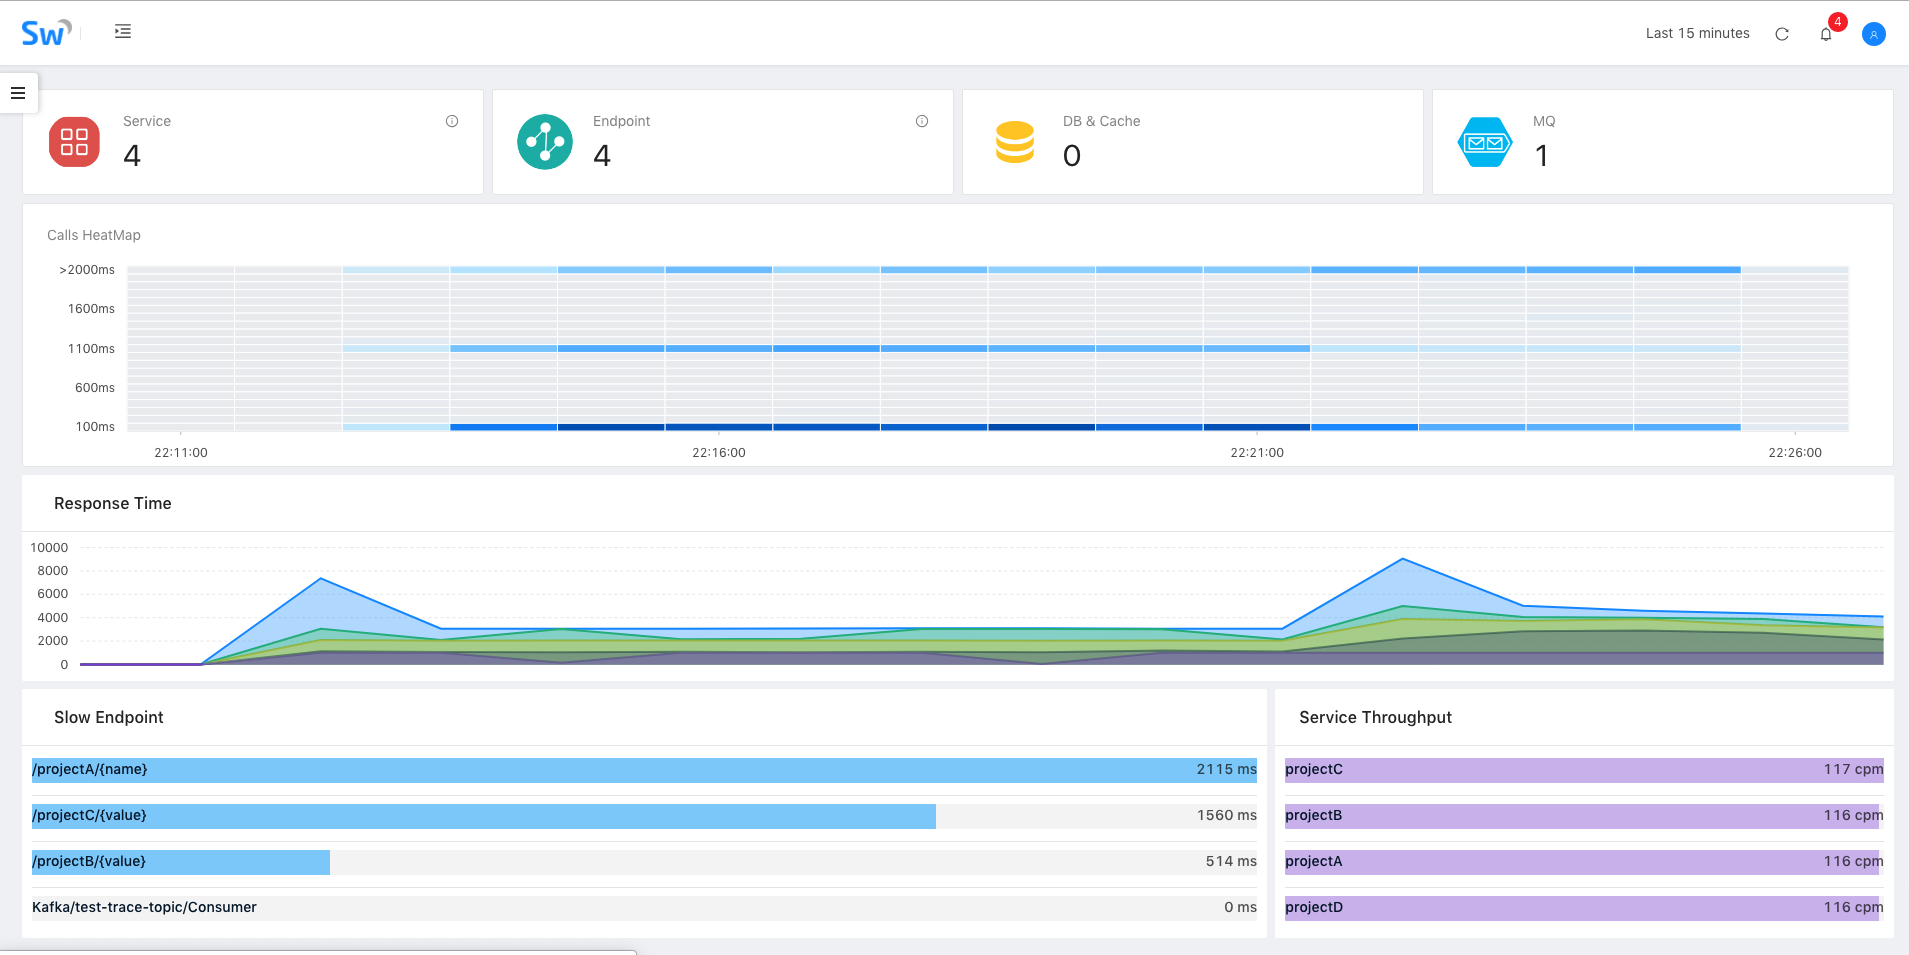 Sw
Last 15 minutes
4
Service
4
Endpoint
4
DB & Cache
0
MQ
1
Calls HeatMap
>2000ms
1600ms
1100ms
600ms
100ms
22:11:00
22:16:00
22:21:00
22:26:00
Response Time
10000
8000
6000
4000
2000
0
Slow Endpoint
/projectA/{name} 2115 ms
/projectC/{value} 1560 ms
/projectB/{value} 514 ms
Kafka/test-trace-topic/Consumer 0 ms
Service Throughput
projectC 117 cpm
projectB 116 cpm
projectA 116 cpm
projectD 116 cpm